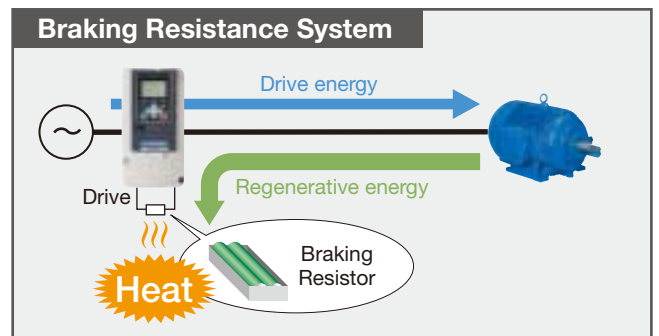 Braking Resistance System
Drive energy
Regenerative energy
Drive
Braking
Resistor
Heat